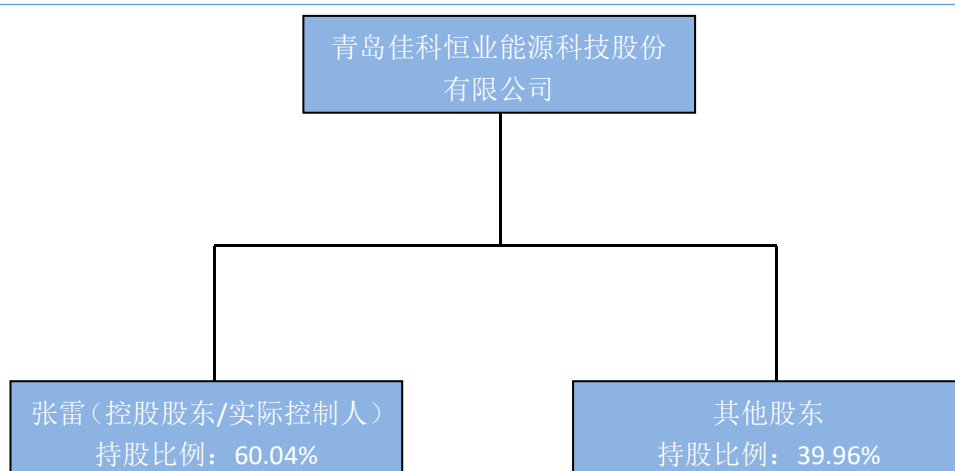 青岛佳科恒业能源科技股份
有限公司
张雷（控股股东/实际控制人）
持股比例：60.04%
其他股东
持股比例：39.96%